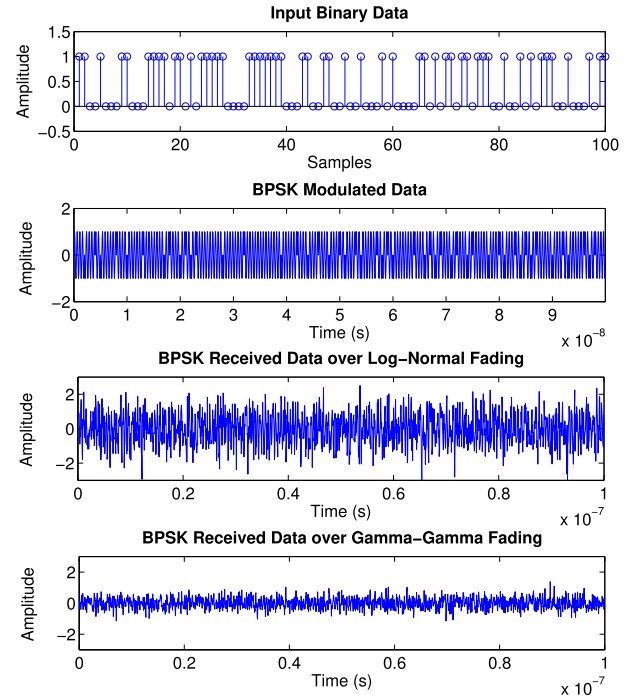 Input Binary Data
1.5
1
0.5
0
−0.5
Amplitude
0 20 40 60 80 100
Samples
BPSK Modulated Data
2
0
−2
Amplitude
0 1 2 3 4 5 6 7 8 9
Time (s)
x 10⁻⁸
BPSK Received Data over Log−Normal Fading
2
0
−2
Amplitude
0 0.2 0.4 0.6 0.8 1
Time (s)
x 10⁻⁷
BPSK Received Data over Gamma−Gamma Fading
2
0
−2
Amplitude
0 0.2 0.4 0.6 0.8 1
Time (s)
x 10⁻⁷